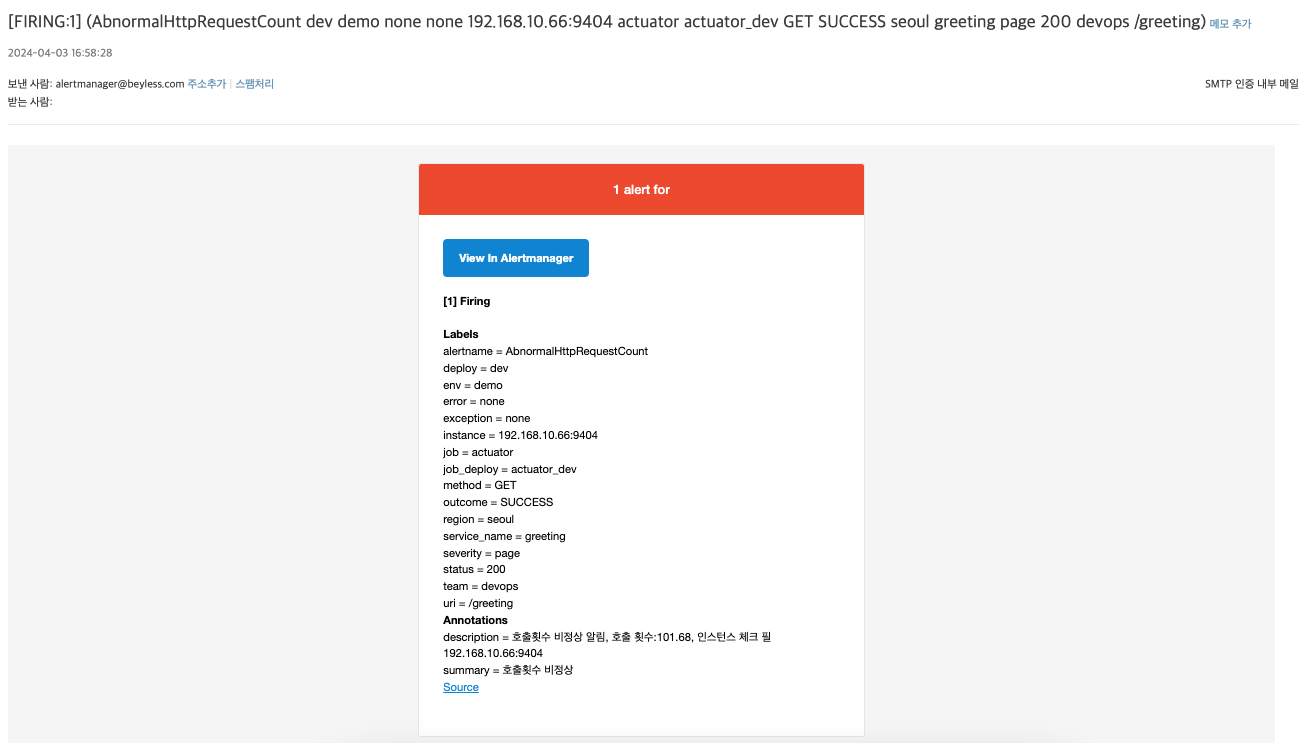 [FIRING:1] (AbnormalHttpRequestCount dev demo none none 192.168.10.66:9404 actuator actuator_dev GET SUCCESS seoul greeting page 200 devops /greeting) 메모 추가
2024-04-03 16:58:28
보낸 사람: alertmanager@beyless.com 주소추가 | 스팸처리
SMTP 인증 내부 메일
받는 사람:
1 alert for
View In Alertmanager
[1] Firing
Labels
alertname = AbnormalHttpRequestCount
deploy = dev
env = demo
error = none
exception = none
instance = 192.168.10.66:9404
job = actuator
job_deploy = actuator_dev
method = GET
outcome = SUCCESS
region = seoul
service_name = greeting
severity = page
status = 200
team = devops
uri = /greeting
Annotations
description = 호출횟수 비정상 알림, 호출 횟수:101.68, 인스턴스 체크 필
192.168.10.66:9404
summary = 호출횟수 비정상
Source